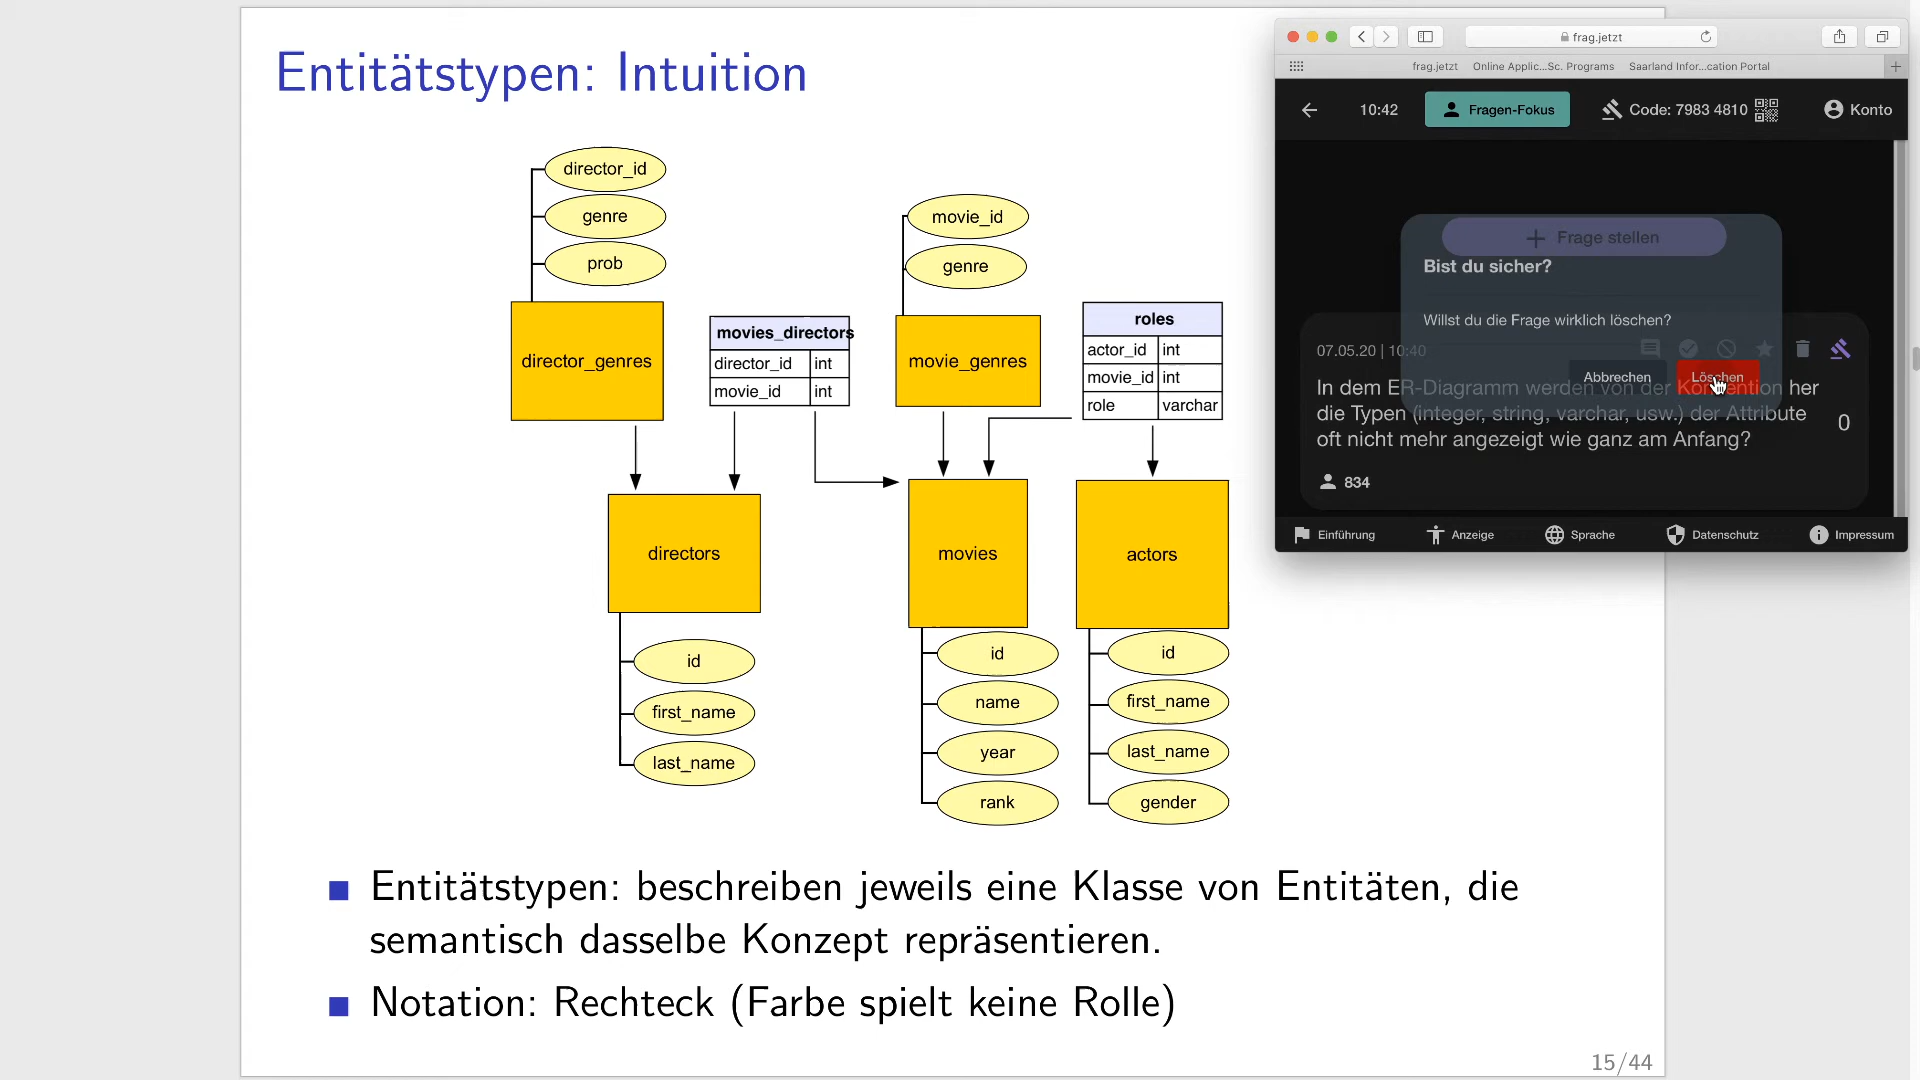 Entitätstypen: Intuition
director_id
genre
prob
director_genres
movies_directors
director_id int
movie_id int
movie_id
genre
movie_genres
roles
actor_id int
movie_id int
role varchar
directors
movies
actors
id
first_name
last_name
id
name
year
rank
id
first_name
last_name
gender
Entitätstypen: beschreiben jeweils eine Klasse von Entitäten, die
semantisch dasselbe Konzept repräsentieren.
Notation: Rechteck (Farbe spielt keine Rolle)
15/44
frag.jetzt
frag.jetzt Online Applic...Sc. Programs Saarland Infor...cation Portal
10:42 Fragen-Fokus Code: 7983 4810 Konto
Frage stellen
Bist du sicher?
Willst du die Frage wirklich löschen?
Abbrechen Löschen
07.05.20 | 10:40
In dem ER-Diagramm werden von der Konvention her
die Typen (integer, string, varchar, usw.) der Attribute
oft nicht mehr angezeigt wie ganz am Anfang?
0
834
Einführung Anzeige Sprache Datenschutz Impressum